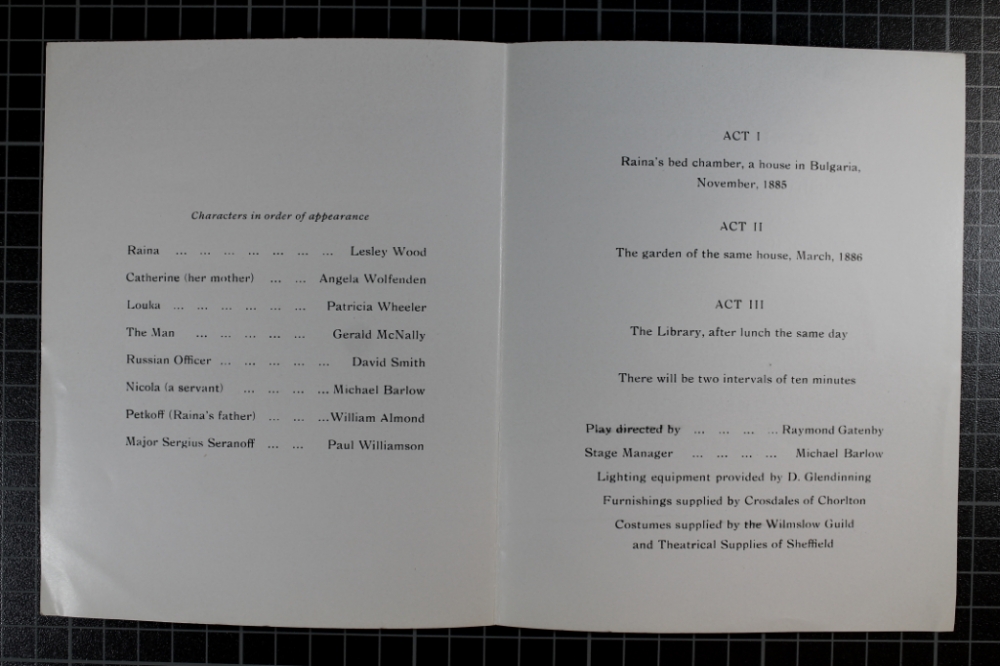 Characters in order of appearance
Raina ... ... ... ... ... ... ... Lesley Wood
Catherine (her mother) ... ... Angela Wolfenden
Louka ... ... ... ... ... ... Patricia Wheeler
The Man ... ... ... ... ... Gerald McNally
Russian Officer ... ... ... ... ... David Smith
Nicola (a servant) ... ... ... ... Michael Barlow
Petkoff (Raina's father) ... ... ... William Almond
Major Sergius Seranoff ... ... Paul Williamson
ACT I
Raina's bed chamber, a house in Bulgaria,
November, 1885
ACT II
The garden of the same house, March, 1886
ACT III
The Library, after lunch the same day
There will be two intervals of ten minutes
Play directed by ... ... ... ... Raymond Gatenby
Stage Manager ... ... ... ... Michael Barlow
Lighting equipment provided by D. Glendinning
Furnishings supplied by Crosdales of Chorlton
Costumes supplied by the Wilmslow Guild
and Theatrical Supplies of Sheffield